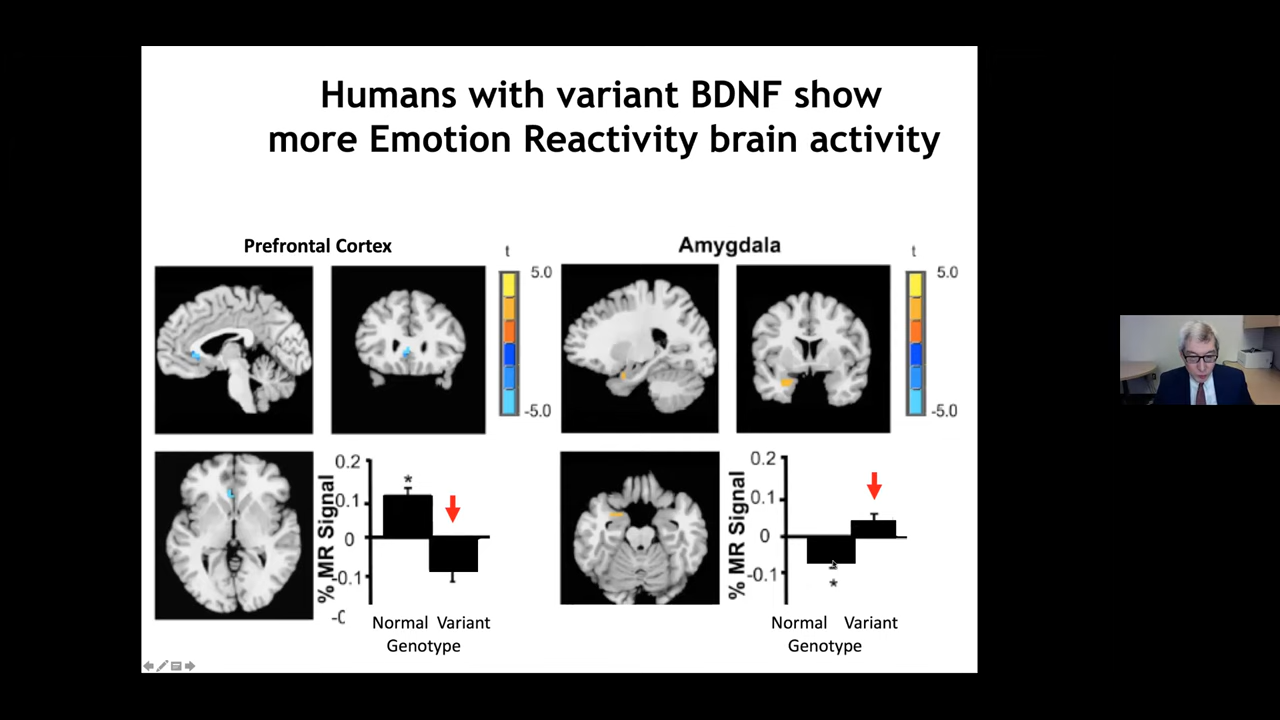 Humans with variant BDNF show
more Emotion Reactivity brain activity
Prefrontal Cortex
t
5.0
-5.0
% MR Signal
0.2
0.1
0
-0.1
-0
*
Normal Variant
Genotype
Amygdala
t
5.0
-5.0
% MR Signal
0.2
0.1
0
-0.1
*
Normal Variant
Genotype